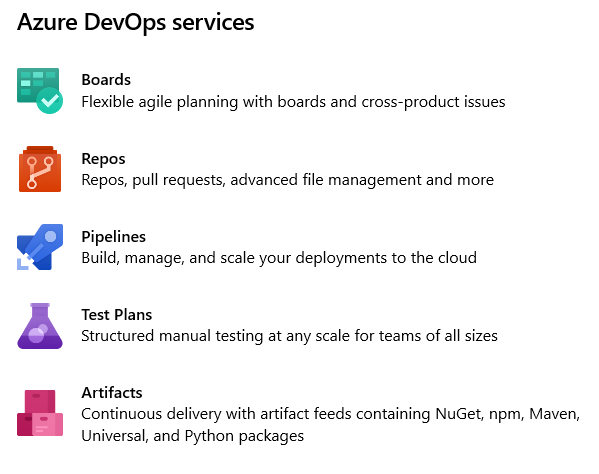 Azure DevOps services
Boards
Flexible agile planning with boards and cross-product issues
Repos
Repos, pull requests, advanced file management and more
Pipelines
Build, manage, and scale your deployments to the cloud
Test Plans
Structured manual testing at any scale for teams of all sizes
Artifacts
Continuous delivery with artifact feeds containing NuGet, npm, Maven,
Universal, and Python packages